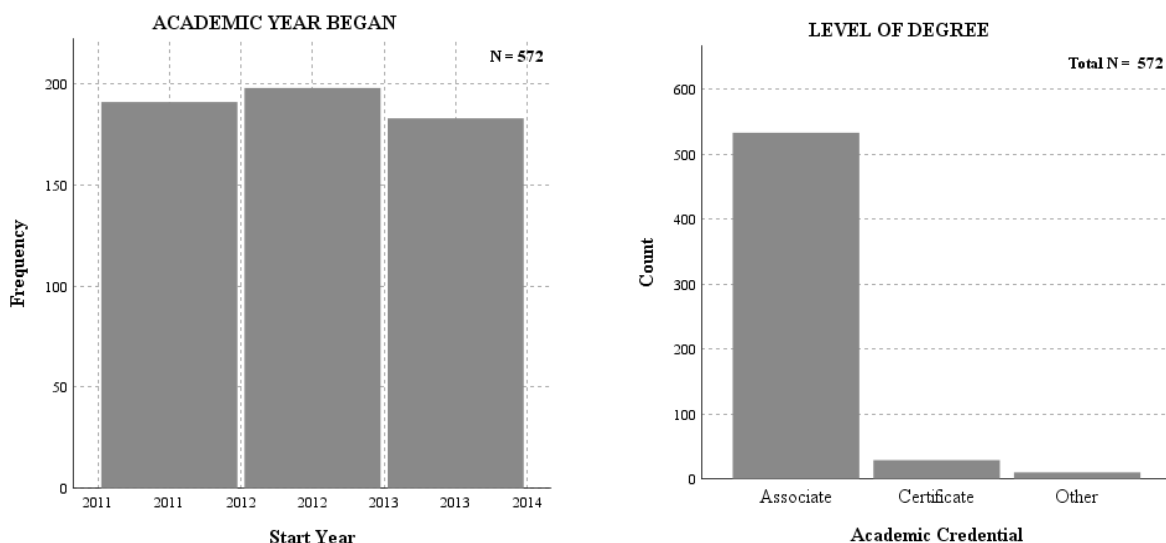 ACADEMIC YEAR BEGAN
N = 572
200
150
100
50
0
Frequency
2011 2011 2012 2012 2013 2013 2014
Start Year
LEVEL OF DEGREE
Total N = 572
600
500
400
300
200
100
0
Count
Associate Certificate Other
Academic Credential